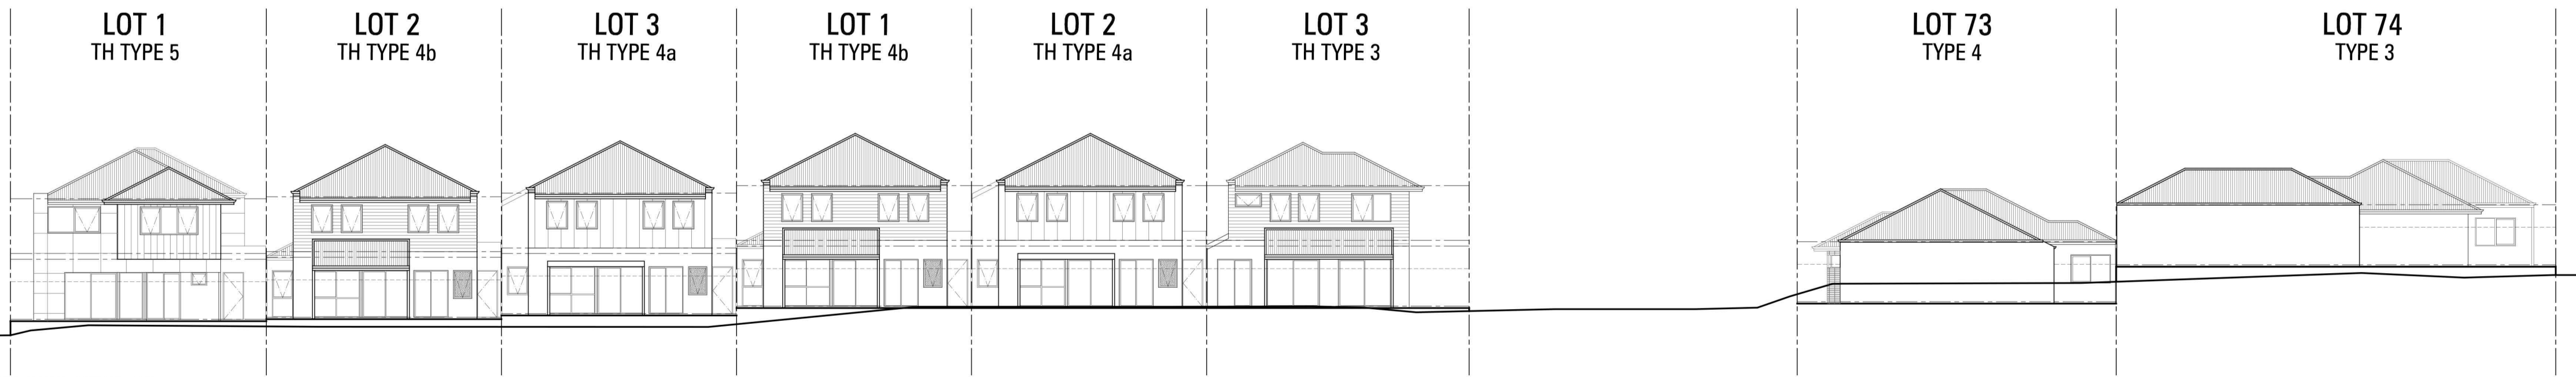 LOT 1
TH TYPE 5
LOT 2
TH TYPE 4b
LOT 3
TH TYPE 4a
LOT 1
TH TYPE 4b
LOT 2
TH TYPE 4a
LOT 3
TH TYPE 3
LOT 73
TYPE 4
LOT 74
TYPE 3